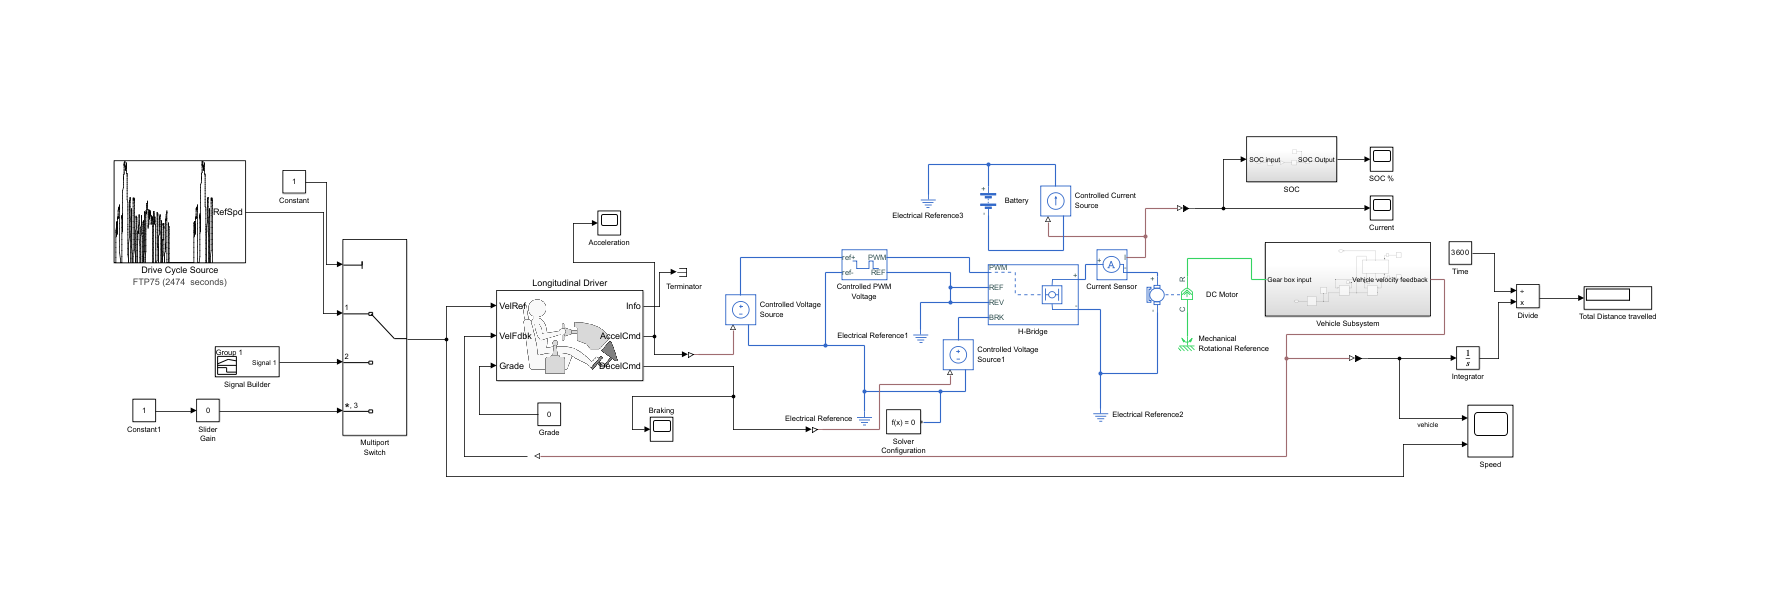 RefSpd
Drive Cycle Source
FTP75 (2474 seconds)
1
Constant
Group 1
Signal 1
Signal Builder
1
Constant1
0
Slider
Gain
1
2
*, 3
Multiport
Switch
Acceleration
Longitudinal Driver
VelRef
VelFdbk
Grade
Info
AccelCmd
DecelCmd
Terminator
0
Grade
Braking
Controlled Voltage
Source
ref+
ref-
PWM
REF
Controlled PWM
Voltage
Electrical Reference1
Electrical Reference
f(x) = 0
Solver
Configuration
Controlled Voltage
Source1
Electrical Reference3
+
-
Battery
Controlled Current
Source
PWM
REF
REV
BRK
+
-
H-Bridge
+
A
I
-
Current Sensor
+
-
R
C
DC Motor
Mechanical
Rotational Reference
Electrical Reference2
SOC input
SOC Output
SOC
SOC %
Current
Gear box input
Vehicle velocity feedback
Vehicle Subsystem
3600
Time
÷
x
Divide
Total Distance travelled
1
s
Integrator
vehicle
Speed